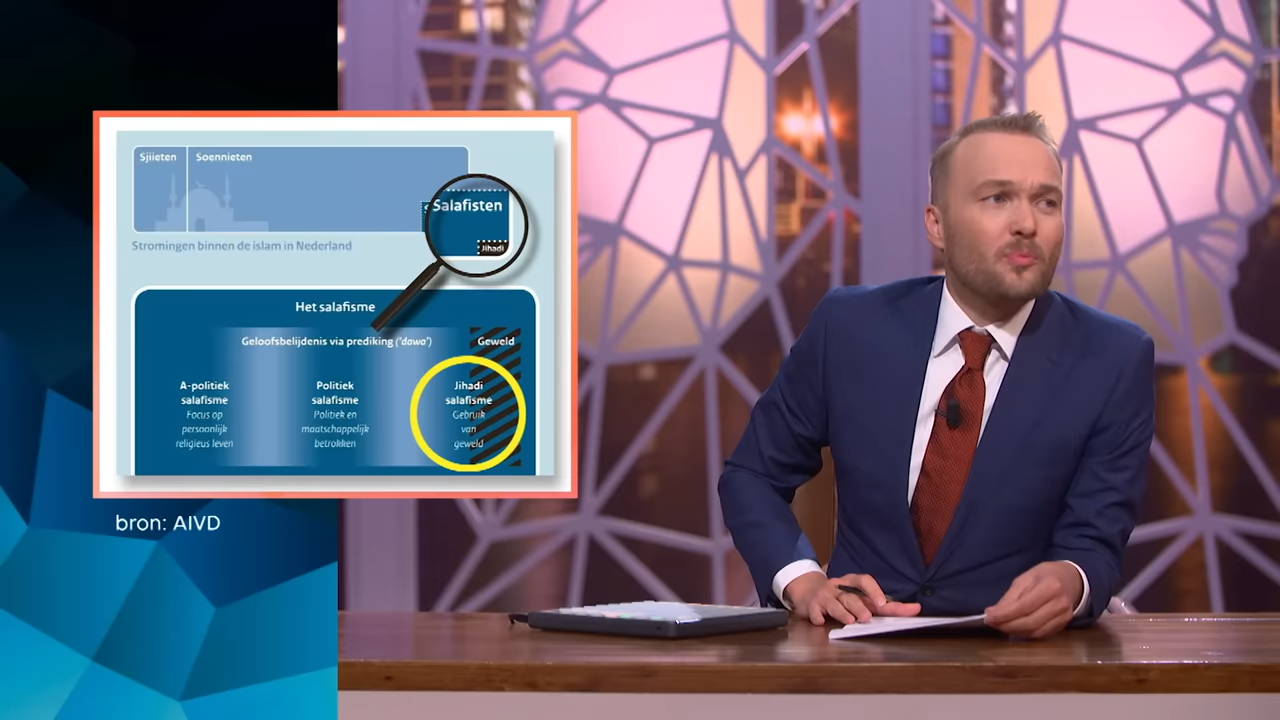 Sjiieten
Soennieten
Salafisten
Jihadi
Stromingen binnen de islam in Nederland
Het salafisme
Geloofsbelijdenis via prediking ('dawa')
Geweld
A-politiek
salafisme
Focus op
persoonlijk
religieus leven
Politiek
salafisme
Politiek en
maatschappelijk
betrokken
Jihadi
salafisme
Gebruik
van
geweld
bron: AIVD